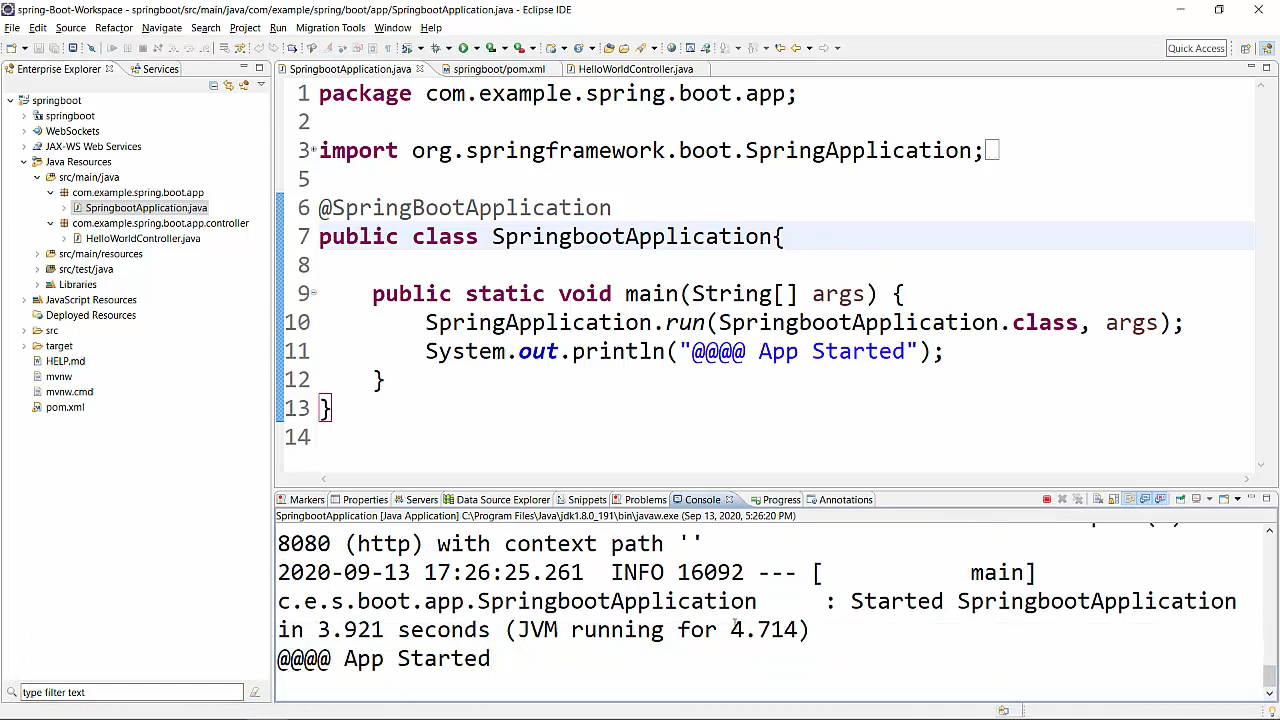 spring-Boot-Workspace - springboot/src/main/java/com/example/spring/boot/app/SpringbootApplication.java - Eclipse IDE
File Edit Source Refactor Navigate Search Project Run Migration Tools Window Help
Quick Access
Enterprise Explorer Services
springboot
springboot
WebSockets
JAX-WS Web Services
Java Resources
src/main/java
com.example.spring.boot.app
SpringbootApplication.java
com.example.spring.boot.app.controller
HelloWorldController.java
src/main/resources
src/test/java
Libraries
JavaScript Resources
Deployed Resources
src
target
HELP.md
mvnw
mvnw.cmd
pom.xml
type filter text
SpringbootApplication.java springboot/pom.xml HelloWorldController.java
1 package com.example.spring.boot.app;
2
3 import org.springframework.boot.SpringApplication;
5
6 @SpringBootApplication
7 public class SpringbootApplication{
8
9 public static void main(String[] args) {
10 SpringApplication.run(SpringbootApplication.class, args);
11 System.out.println("@@@@ App Started");
12 }
13 }
14
Markers Properties Servers Data Source Explorer Snippets Problems Console Progress Annotations
SpringbootApplication [Java Application] C:\Program Files\Java\jdk1.8.0_191\bin\javaw.exe (Sep 13, 2020, 5:26:20 PM)
8080 (http) with context path ''
2020-09-13 17:26:25.261 INFO 16092 --- [ main]
c.e.s.boot.app.SpringbootApplication : Started SpringbootApplication
in 3.921 seconds (JVM running for 4.714)
@@@@ App Started